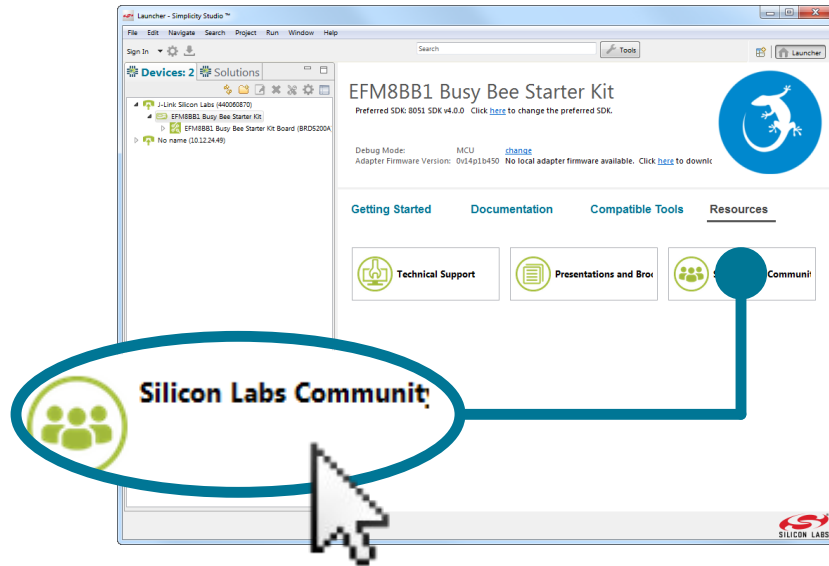 Launcher - Simplicity Studio ™
File Edit Navigate Search Project Run Window Help
Sign In
Search
Tools
Launcher
Devices: 2
Solutions
J-Link Silicon Labs (440060870)
EFM8BB1 Busy Bee Starter Kit
EFM8BB1 Busy Bee Starter Kit Board (BRD5200A
No name (10.12.24.49)
EFM8BB1 Busy Bee Starter Kit
Preferred SDK: 8051 SDK v4.0.0 Click here to change the preferred SDK.
Debug Mode: MCU change
Adapter Firmware Version: 0v14p1b450 No local adapter firmware available. Click here to downlc
Getting Started Documentation Compatible Tools Resources
Technical Support
Presentations and Broc
S Communit
Silicon Labs Community
SILICON LABS